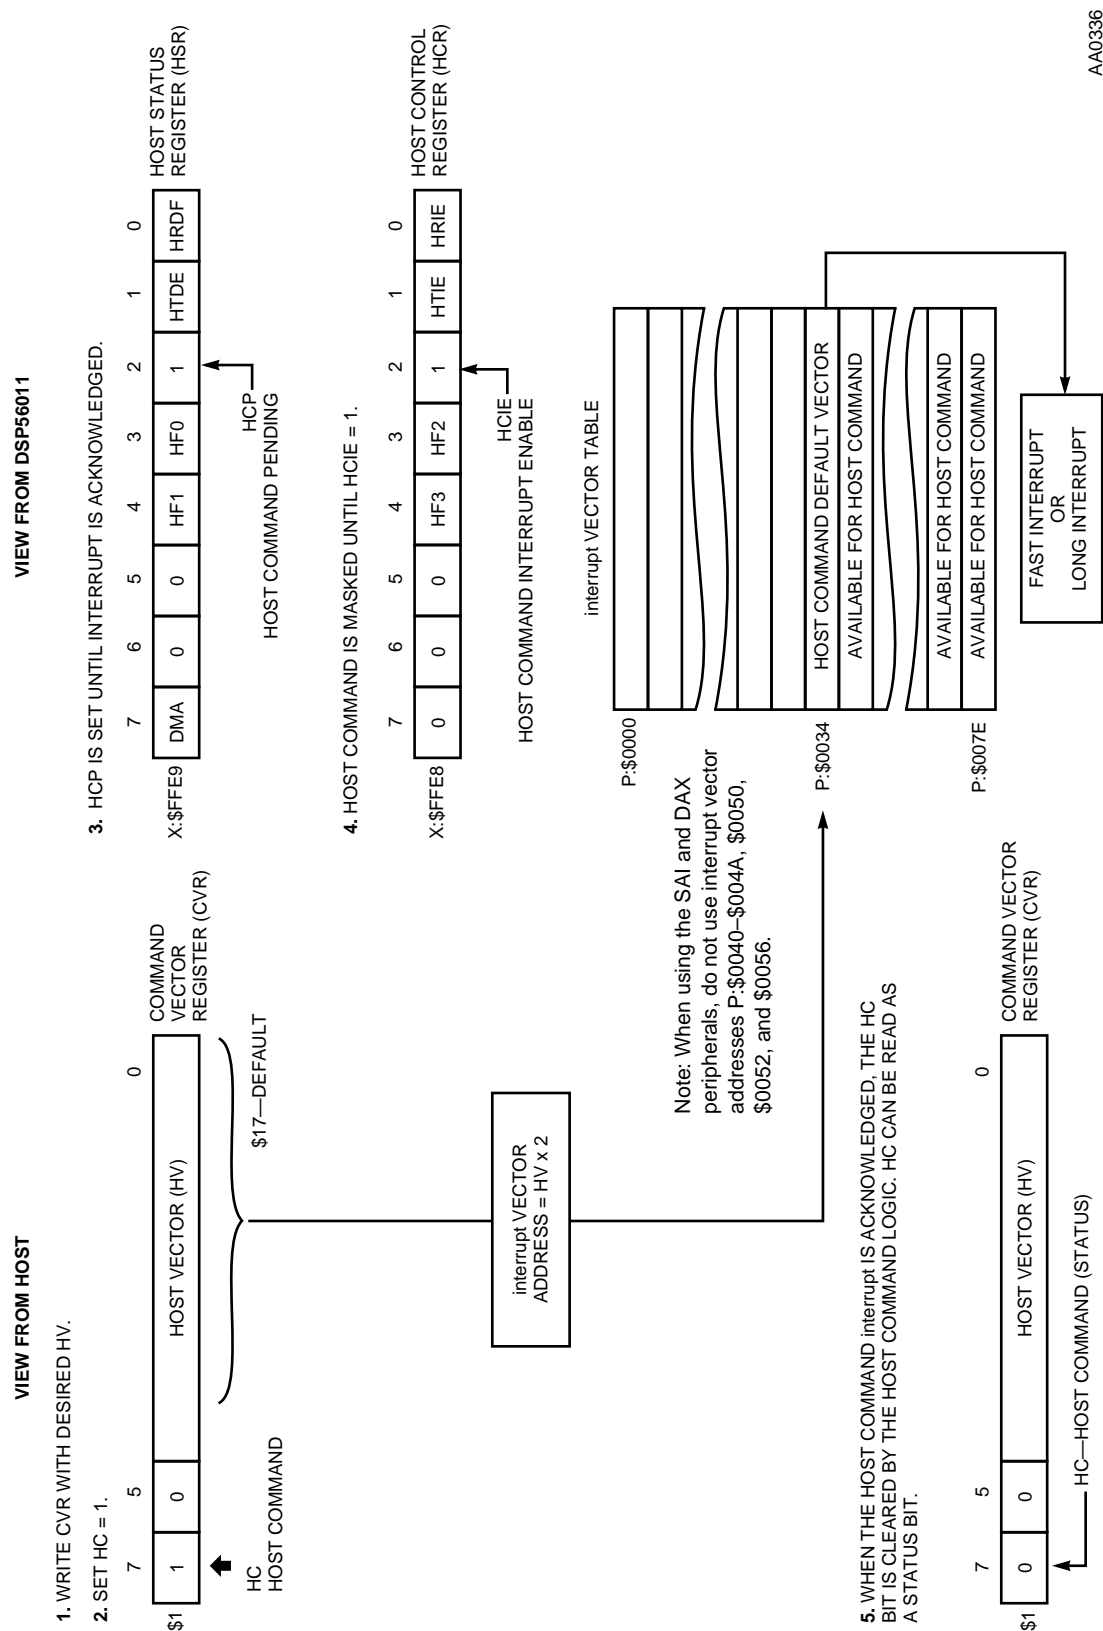 VIEW FROM HOST
1. WRITE CVR WITH DESIRED HV.
2. SET HC = 1.
7 5 0
$1 1 0 HOST VECTOR (HV)
COMMAND
VECTOR
REGISTER (CVR)
HC
HOST COMMAND
$17—DEFAULT
interrupt VECTOR
ADDRESS = HV x 2
5. WHEN THE HOST COMMAND interrupt IS ACKNOWLEDGED, THE HC
BIT IS CLEARED BY THE HOST COMMAND LOGIC. HC CAN BE READ AS
A STATUS BIT.
7 5 0
$1 0 0 HOST VECTOR (HV)
COMMAND VECTOR
REGISTER (CVR)
HC—HOST COMMAND (STATUS)
VIEW FROM DSP56011
3. HCP IS SET UNTIL INTERRUPT IS ACKNOWLEDGED.
7 6 5 4 3 2 1 0
X:$FFE9 DMA 0 0 HF1 HF0 1 HTDE HRDF
HOST STATUS
REGISTER (HSR)
HCP
HOST COMMAND PENDING
4. HOST COMMAND IS MASKED UNTIL HCIE = 1.
7 6 5 4 3 2 1 0
X:$FFE8 0 0 0 HF3 HF2 1 HTIE HRIE
HOST CONTROL
REGISTER (HCR)
HCIE
HOST COMMAND INTERRUPT ENABLE
interrupt VECTOR TABLE
P:$0000
Note: When using the SAI and DAX
peripherals, do not use interrupt vector
addresses P:$0040–$004A, $0050,
$0052, and $0056.
P:$0034 HOST COMMAND DEFAULT VECTOR
AVAILABLE FOR HOST COMMAND
AVAILABLE FOR HOST COMMAND
P:$007E AVAILABLE FOR HOST COMMAND
FAST INTERRUPT
OR
LONG INTERRUPT
AA0336